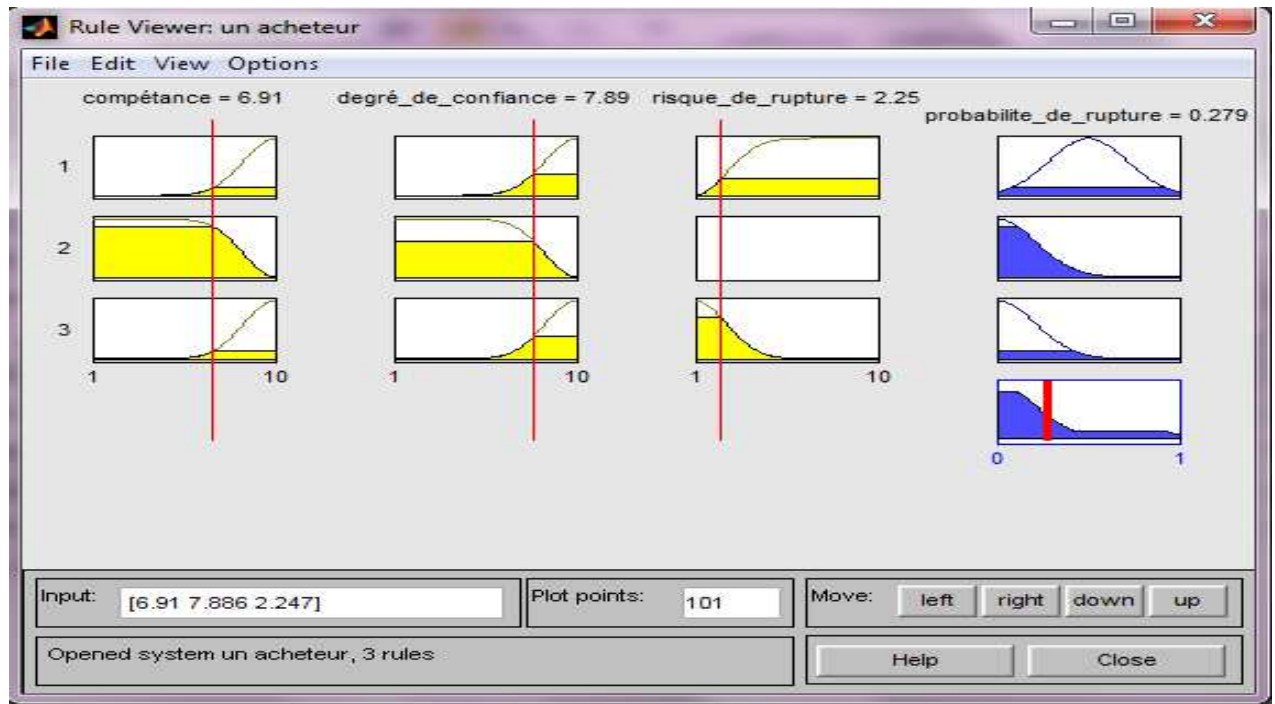 Rule Viewer: un acheteur
File Edit View Options
compétance = 6.91 degré_de_confiance = 7.89 risque_de_rupture = 2.25
probabilite_de_rupture = 0.279
1
2
3
1 10 1 10 1 10
0 1
Input: [6.91 7.886 2.247] Plot points: 101 Move: left right down up
Opened system un acheteur, 3 rules Help Close